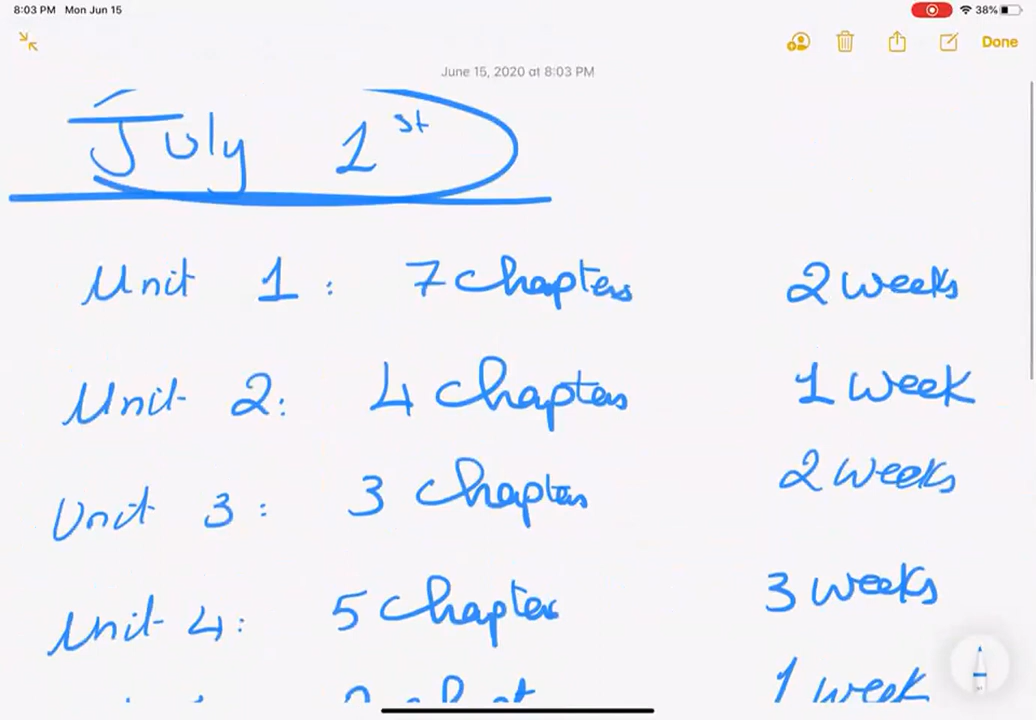 8:03 PM Mon Jun 15 38%
Done
June 15, 2020 at 8:03 PM
July 1st
Unit 1: 7 Chapters 2 weeks
Unit 2: 4 Chapters 1 week
Unit 3: 3 Chapters 2 weeks
Unit 4: 5 Chapters 3 weeks
1 week